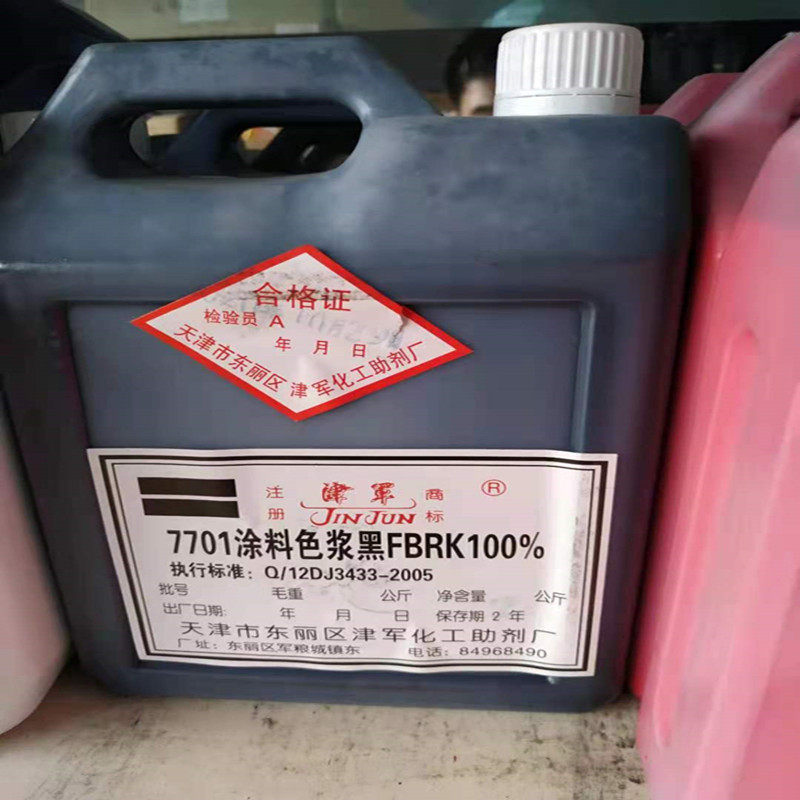 合格证
检验员 A
年 月 日
天津市东丽区津军化工助剂厂
注册 津军 商标 ®
JIN JUN
7701涂料色浆黑FBRK100%
执行标准：Q/12DJ3433-2005
批号 毛重 公斤 净含量 公斤
出厂日期： 年 月 日 保存期 2 年
天津市东丽区津军化工助剂厂
厂址：东丽区军粮城镇东 电话：84968490